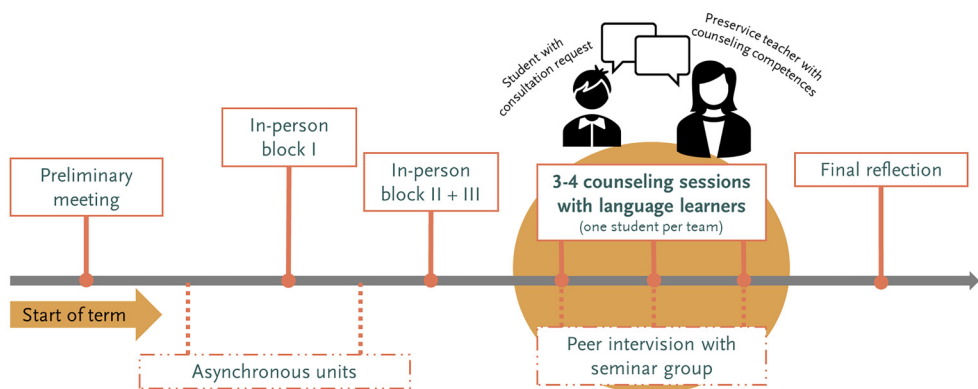 Student with
consultation request
Preservice teacher with
counseling competences
Preliminary
meeting
In-person
block I
In-person
block II + III
3-4 counseling sessions
with language learners
(one student per team)
Final reflection
Start of term
Asynchronous units
Peer intervision with
seminar group